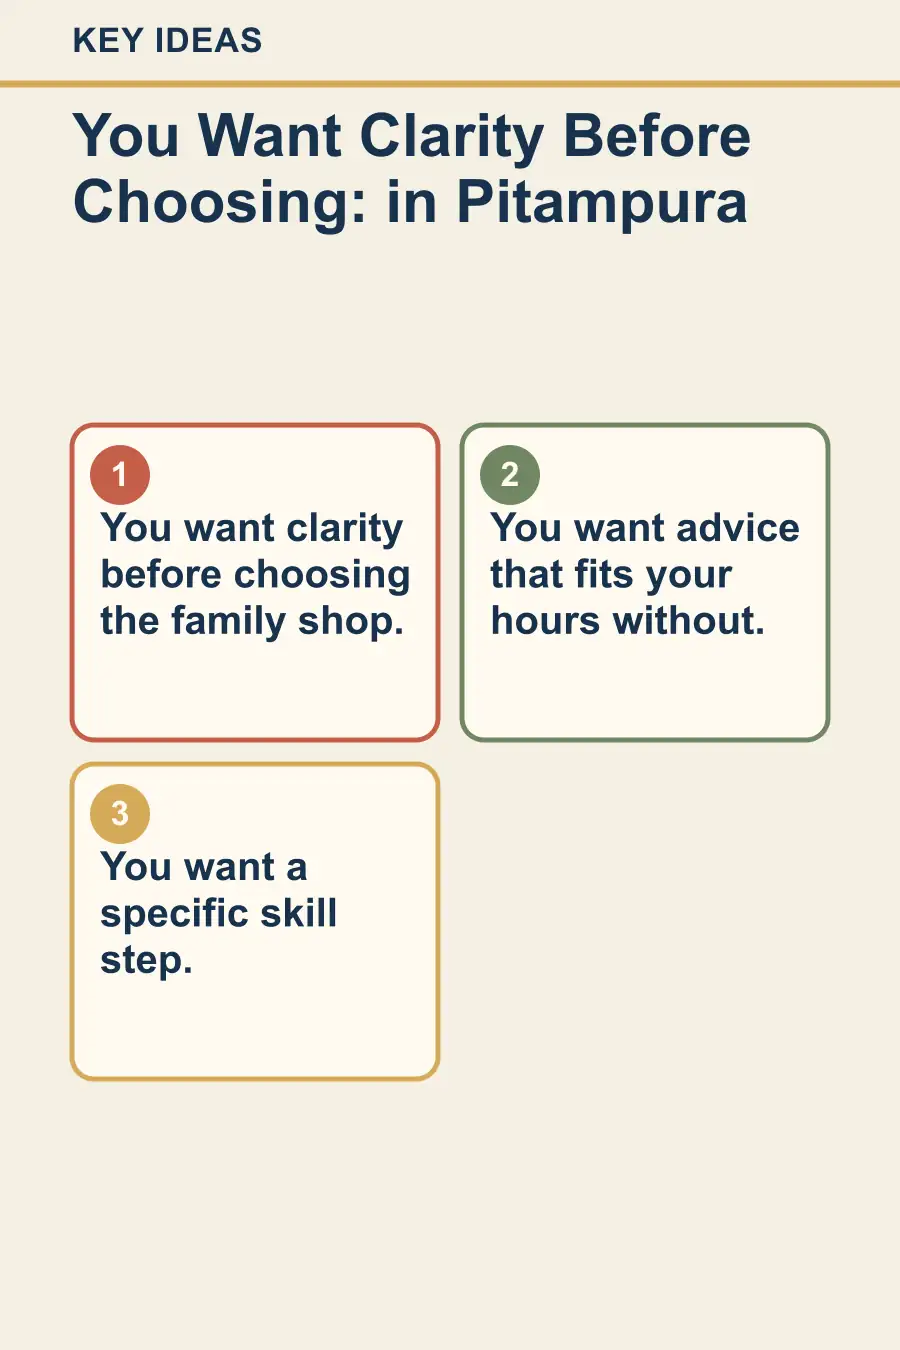 KEY IDEAS
You Want Clarity Before
Choosing: in Pitampura
1
You want clarity
before choosing
the family shop.
2
You want advice
that fits your
hours without.
3
You want a
specific skill
step.